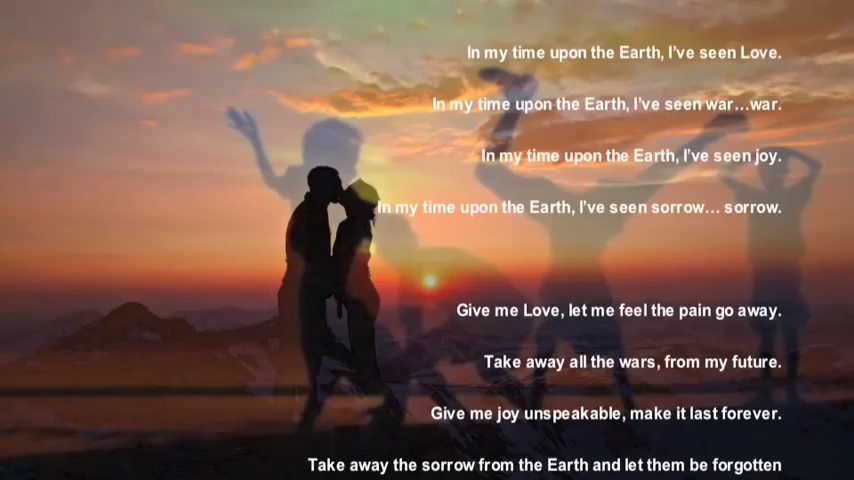 In my time upon the Earth, I've seen Love.
In my time upon the Earth, I've seen war...war.
In my time upon the Earth, I've seen joy.
In my time upon the Earth, I've seen sorrow... sorrow.
Give me Love, let me feel the pain go away.
Take away all the wars, from my future.
Give me joy unspeakable, make it last forever.
Take away the sorrow from the Earth and let them be forgotten